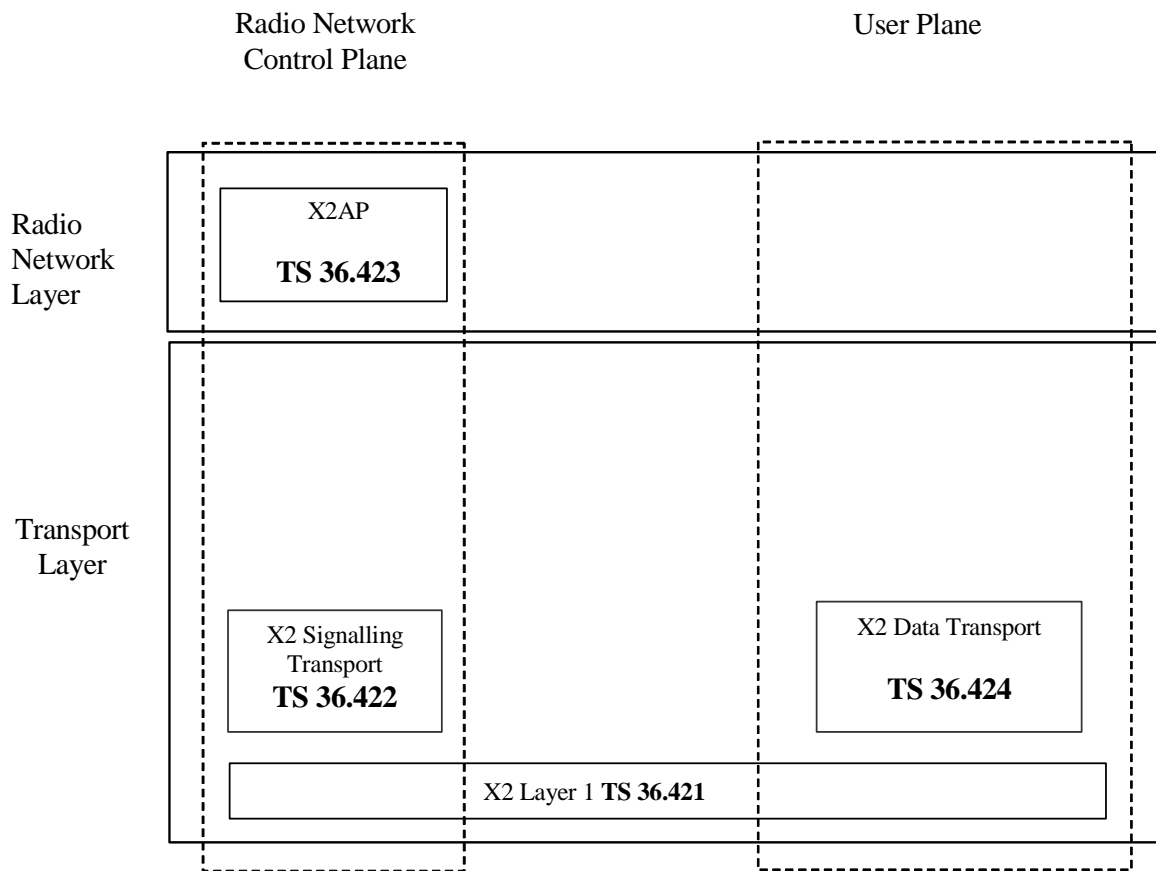 Radio Network
Control Plane
User Plane
Radio
Network
Layer
X2AP
TS 36.423
Transport
Layer
X2 Signalling
Transport
TS 36.422
X2 Data Transport
TS 36.424
X2 Layer 1 TS 36.421